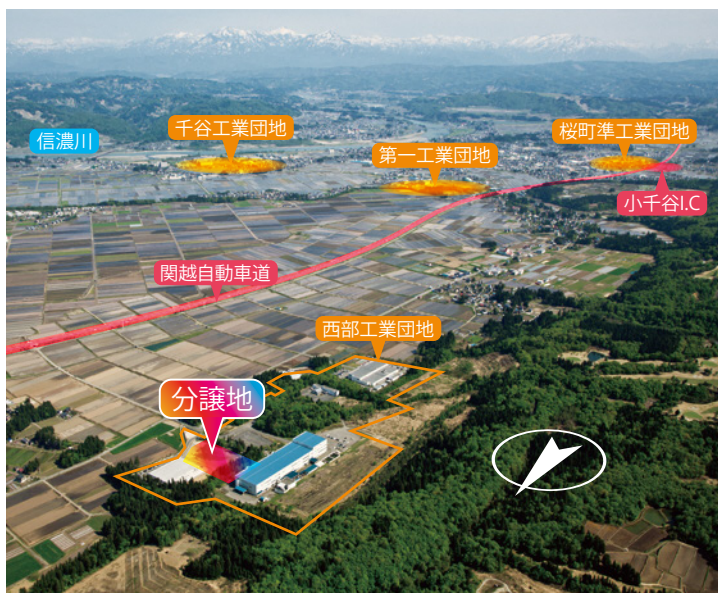 千谷工業団地
信濃川
桜町準工業団地
第一工業団地
小千谷I.C
関越自動車道
西部工業団地
分譲地